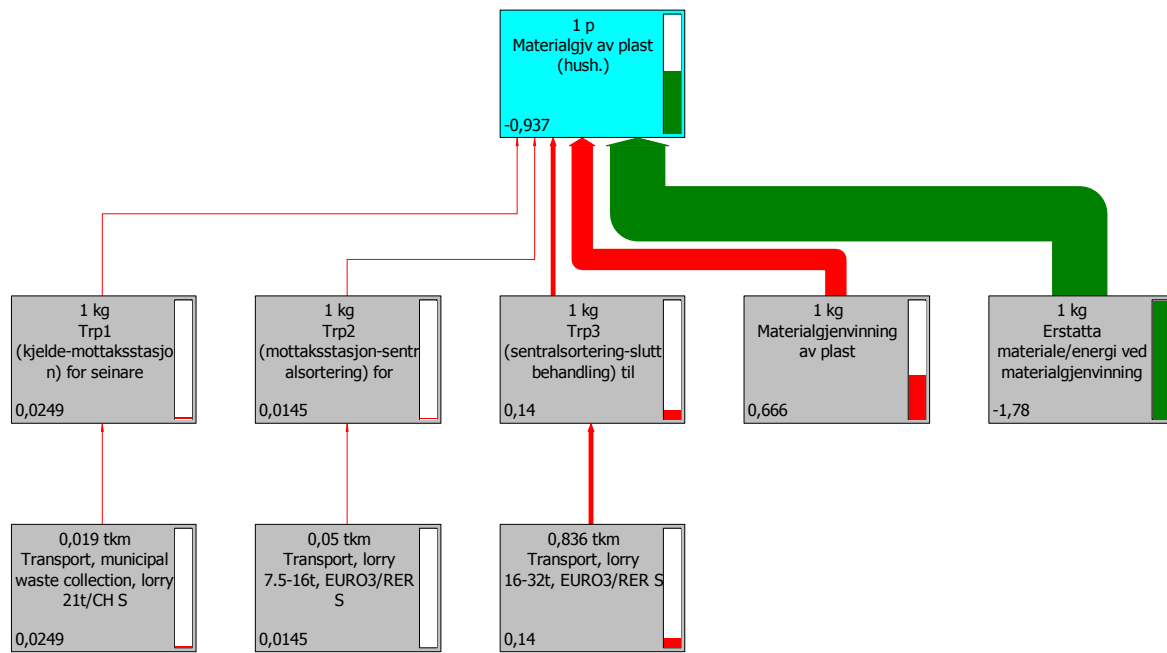 1 p
Materialgjv av plast
(hush.)
-0,937
1 kg
Trp1
(kjelde-mottaksstasjo
n) for seinare
0,0249
1 kg
Trp2
(mottaksstasjon-sentr
alsortering) for
0,0145
1 kg
Trp3
(sentralsortering-slutt
behandling) til
0,14
1 kg
Materialgjenvinning
av plast
0,666
1 kg
Erstatta
materiale/energi ved
materialgjenvinning
-1,78
0,019 tkm
Transport, municipal
waste collection, lorry
21t/CH S
0,0249
0,05 tkm
Transport, lorry
7.5-16t, EURO3/RER
S
0,0145
0,836 tkm
Transport, lorry
16-32t, EURO3/RER S
0,14